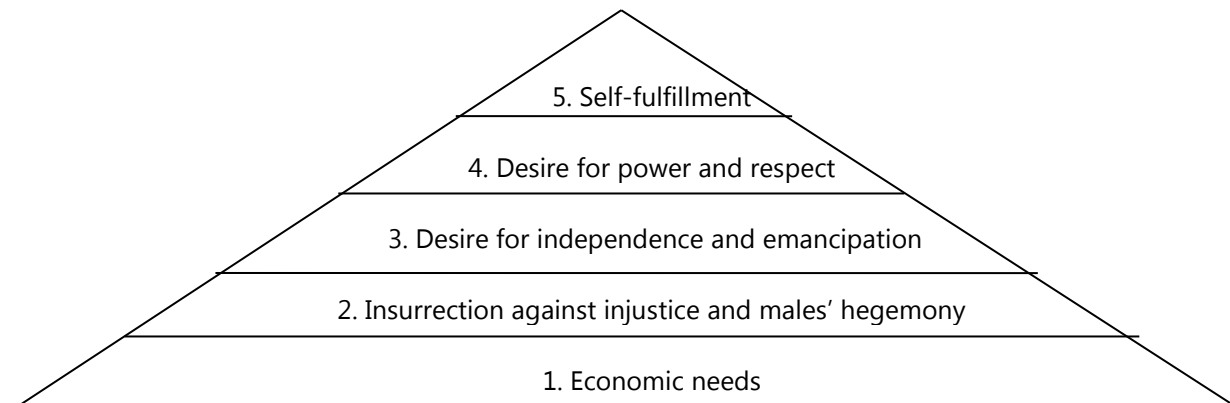 5. Self-fulfillment
4. Desire for power and respect
3. Desire for independence and emancipation
2. Insurrection against injustice and males’ hegemony
1. Economic needs